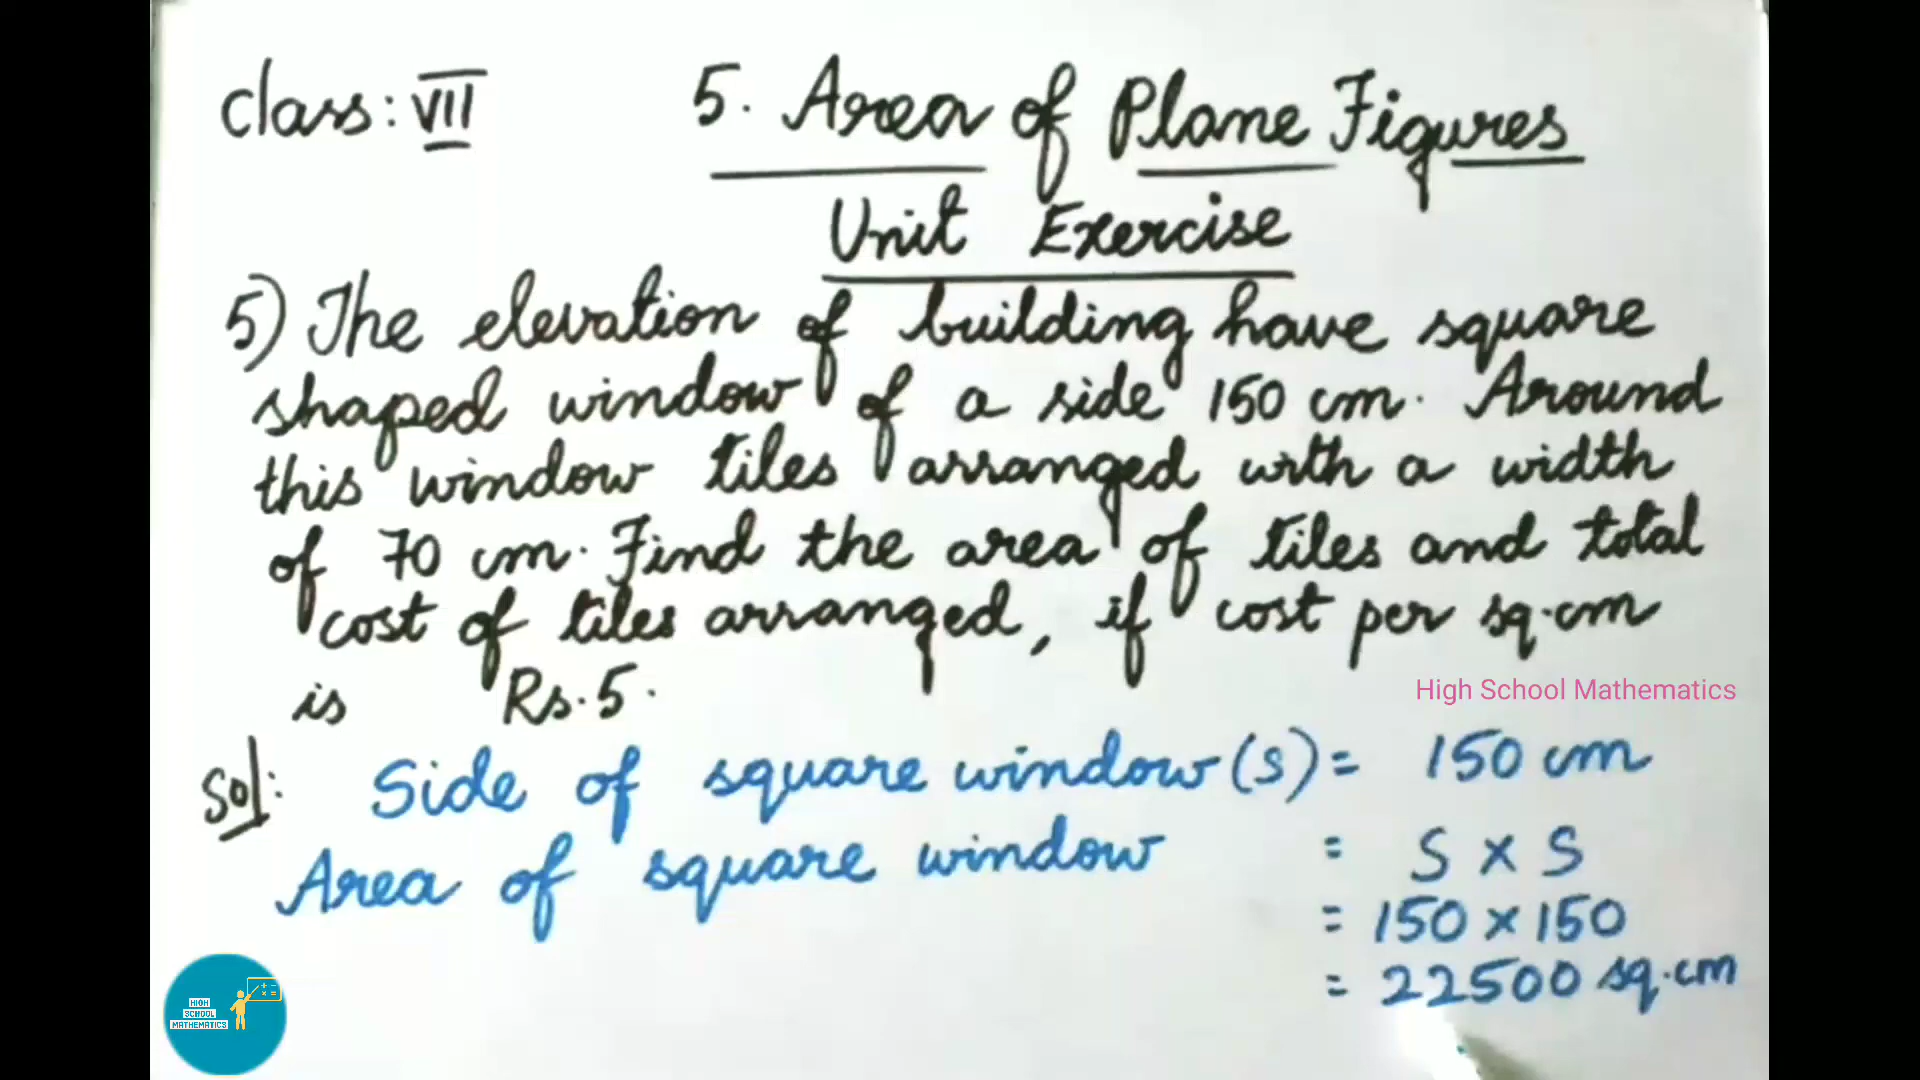 Class: VII
5. Area of Plane Figures
Unit Exercise
5) The elevation of building have square
shaped window of a side 150 cm. Around
this window tiles arranged with a width
of 70 cm. Find the area of tiles and total
cost of tiles arranged, if cost per sq.cm
is Rs.5.
High School Mathematics
Sol: Side of square window (s) = 150 cm
Area of square window = S × S
= 150 × 150
= 22500 sq.cm
HIGH
SCHOOL
MATHEMATICS